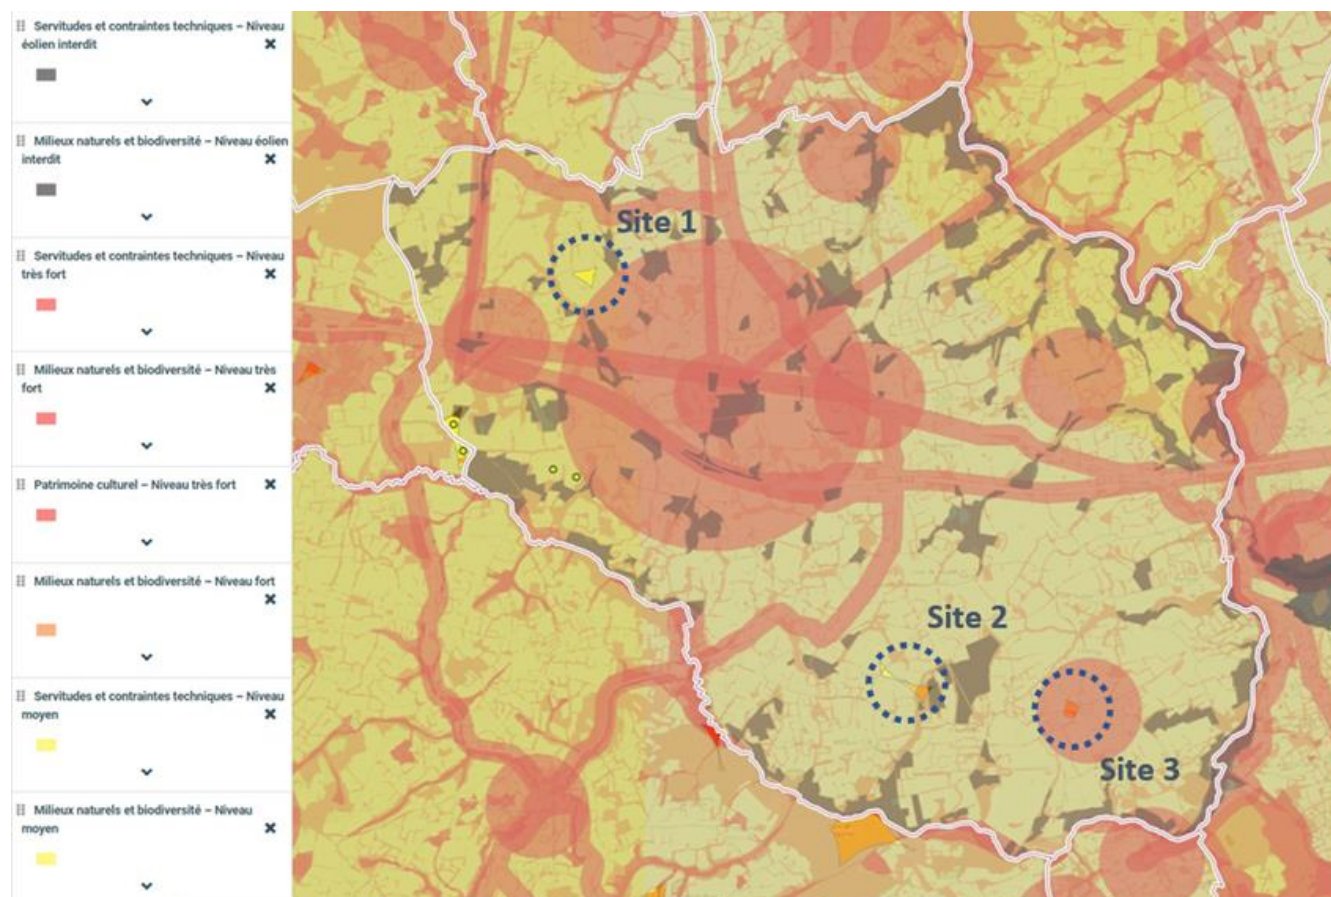 Servitudes et contraintes techniques – Niveau
éolien interdit
Milieux naturels et biodiversité – Niveau éolien
interdit
Servitudes et contraintes techniques – Niveau
très fort
Milieux naturels et biodiversité – Niveau très
fort
Patrimoine culturel – Niveau très fort
Milieux naturels et biodiversité – Niveau fort
Servitudes et contraintes techniques – Niveau
moyen
Milieux naturels et biodiversité – Niveau
moyen
Site 1
Site 2
Site 3